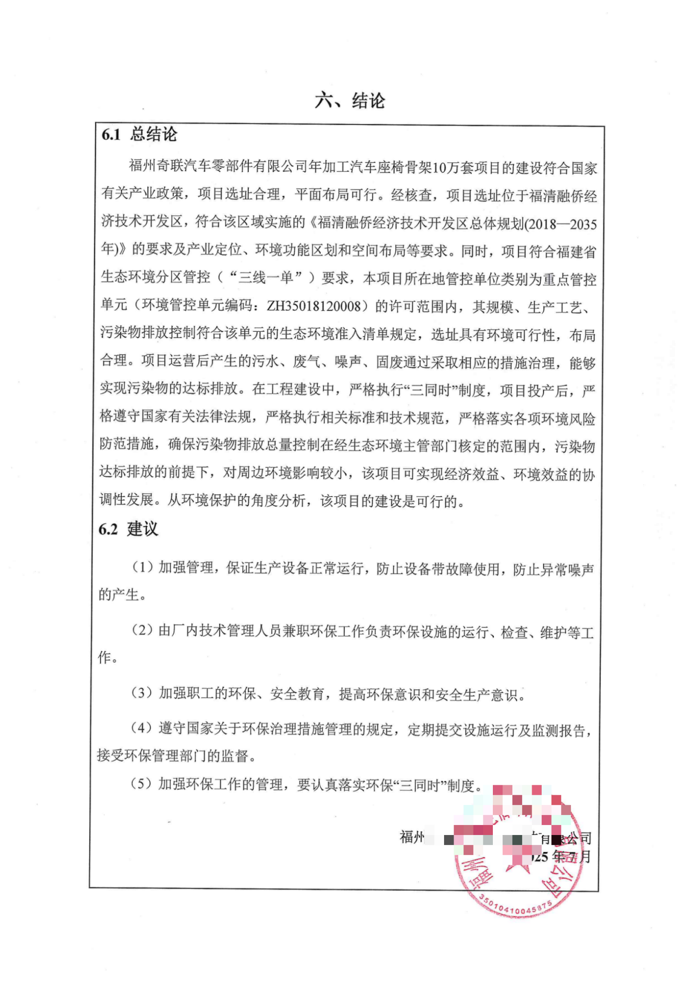 六、结论
6.1 总结论
福州奇联汽车零部件有限公司年加工汽车座椅骨架10万套项目的建设符合国家
有关产业政策，项目选址合理，平面布局可行。经核查，项目选址位于福清融侨经
济技术开发区，符合该区域实施的《福清融侨经济技术开发区总体规划(2018—2035
年)》的要求及产业定位、环境功能区划和空间布局等要求。同时，项目符合福建省
生态环境分区管控（“三线一单”）要求，本项目所在地管控单位类别为重点管控
单元（环境管控单元编码：ZH35018120008）的许可范围内，其规模、生产工艺、
污染物排放控制符合该单元的生态环境准入清单规定，选址具有环境可行性，布局
合理。项目运营后产生的污水、废气、噪声、固废通过采取相应的措施治理，能够
实现污染物的达标排放。在工程建设中，严格执行“三同时”制度，项目投产后，严
格遵守国家有关法律法规，严格执行相关标准和技术规范，严格落实各项环境风险
防范措施，确保污染物排放总量控制在经生态环境主管部门核定的范围内，污染物
达标排放的前提下，对周边环境影响较小，该项目可实现经济效益、环境效益的协
调性发展。从环境保护的角度分析，该项目的建设是可行的。
6.2 建议
（1）加强管理，保证生产设备正常运行，防止设备带故障使用，防止异常噪声
的产生。
（2）由厂内技术管理人员兼职环保工作负责环保设施的运行、检查、维护等工
作。
（3）加强职工的环保、安全教育，提高环保意识和安全生产意识。
（4）遵守国家关于环保治理措施管理的规定，定期提交设施运行及监测报告，
接受环保管理部门的监督。
（5）加强环保工作的管理，要认真落实环保“三同时”制度。
福州 有限公司
025 年 7 月
福州 有限公司
35010410045875